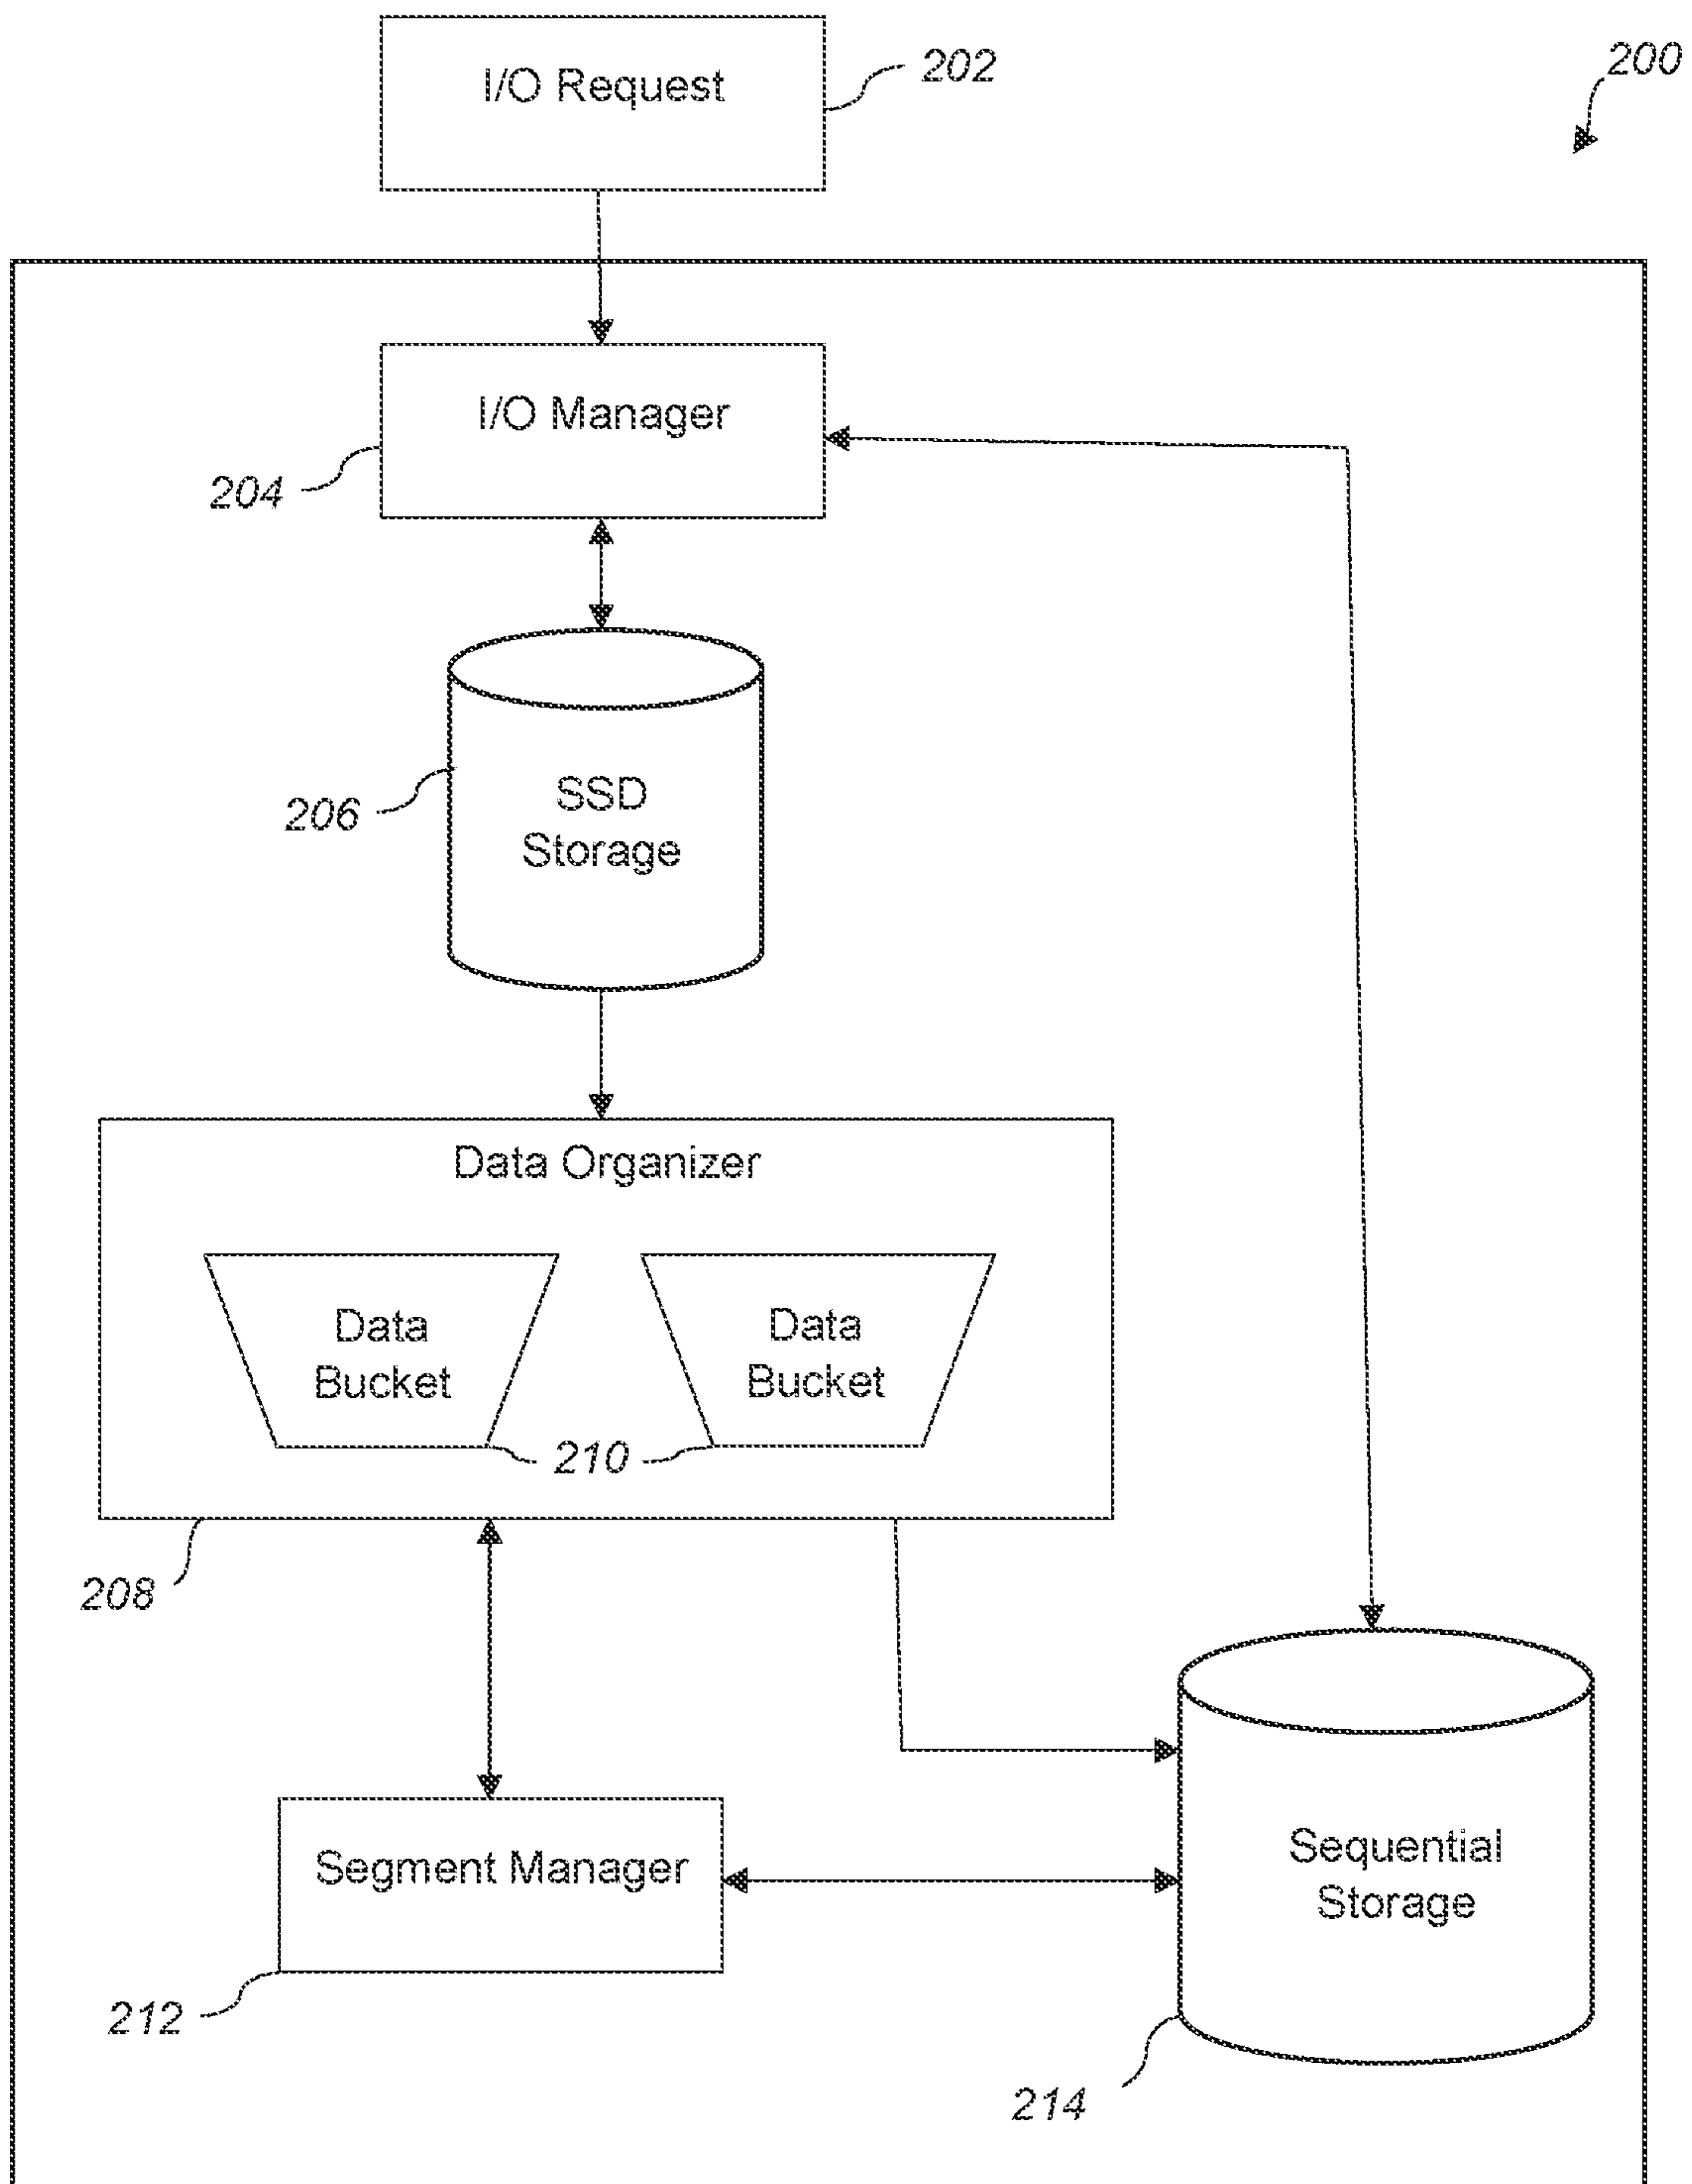 I/O Request
202
200
I/O Manager
204
SSD
Storage
206
Data Organizer
Data
Bucket
Data
Bucket
210
208
Segment Manager
212
Sequential
Storage
214